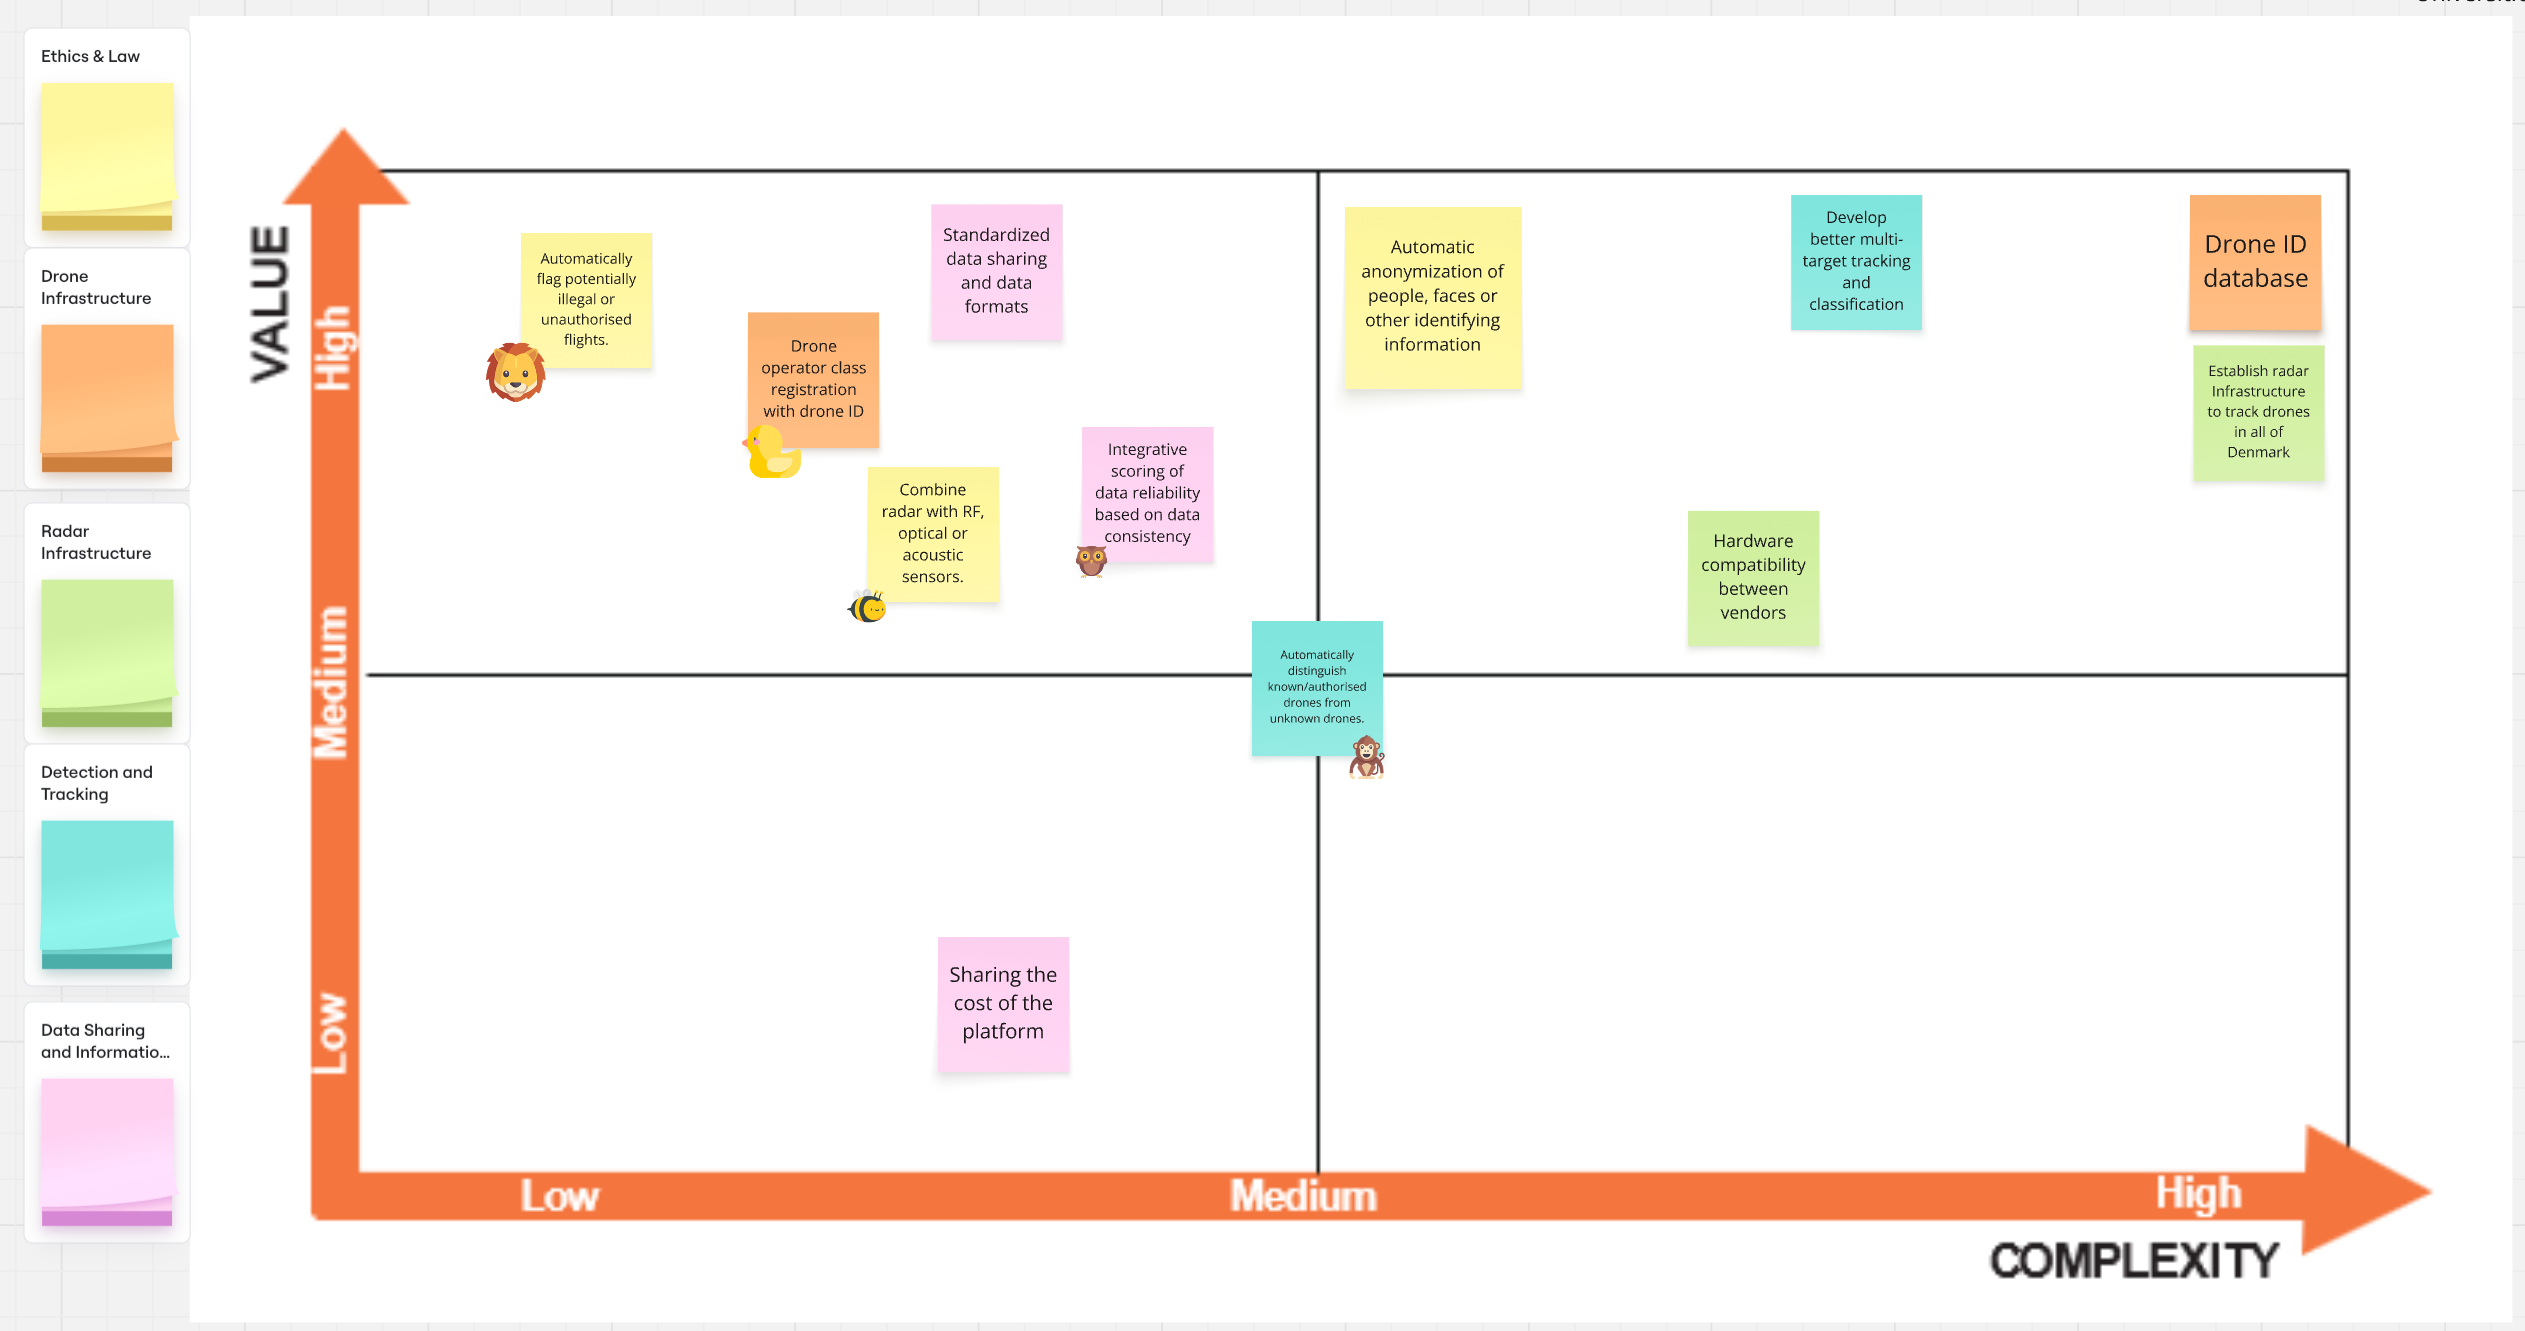 Ethics & Law
Drone
Infrastructure
Radar
Infrastructure
Detection and
Tracking
Data Sharing
and Informatio...
VALUE
High
Medium
Low
Automatically
flag potentially
illegal or
unauthorised
flights.
Drone
operator class
registration
with drone ID
Standardized
data sharing
and data
formats
Combine
radar with RF,
optical or
acoustic
sensors.
Integrative
scoring of
data reliability
based on data
consistency
Automatic
anonymization of
people, faces or
other identifying
information
Develop
better multi-
target tracking
and
classification
Drone ID
database
Establish radar
Infrastructure
to track drones
in all of
Denmark
Hardware
compatibility
between
vendors
Automatically
distinguish
known/authorised
drones from
unknown drones.
Sharing the
cost of the
platform
Low
Medium
High
COMPLEXITY